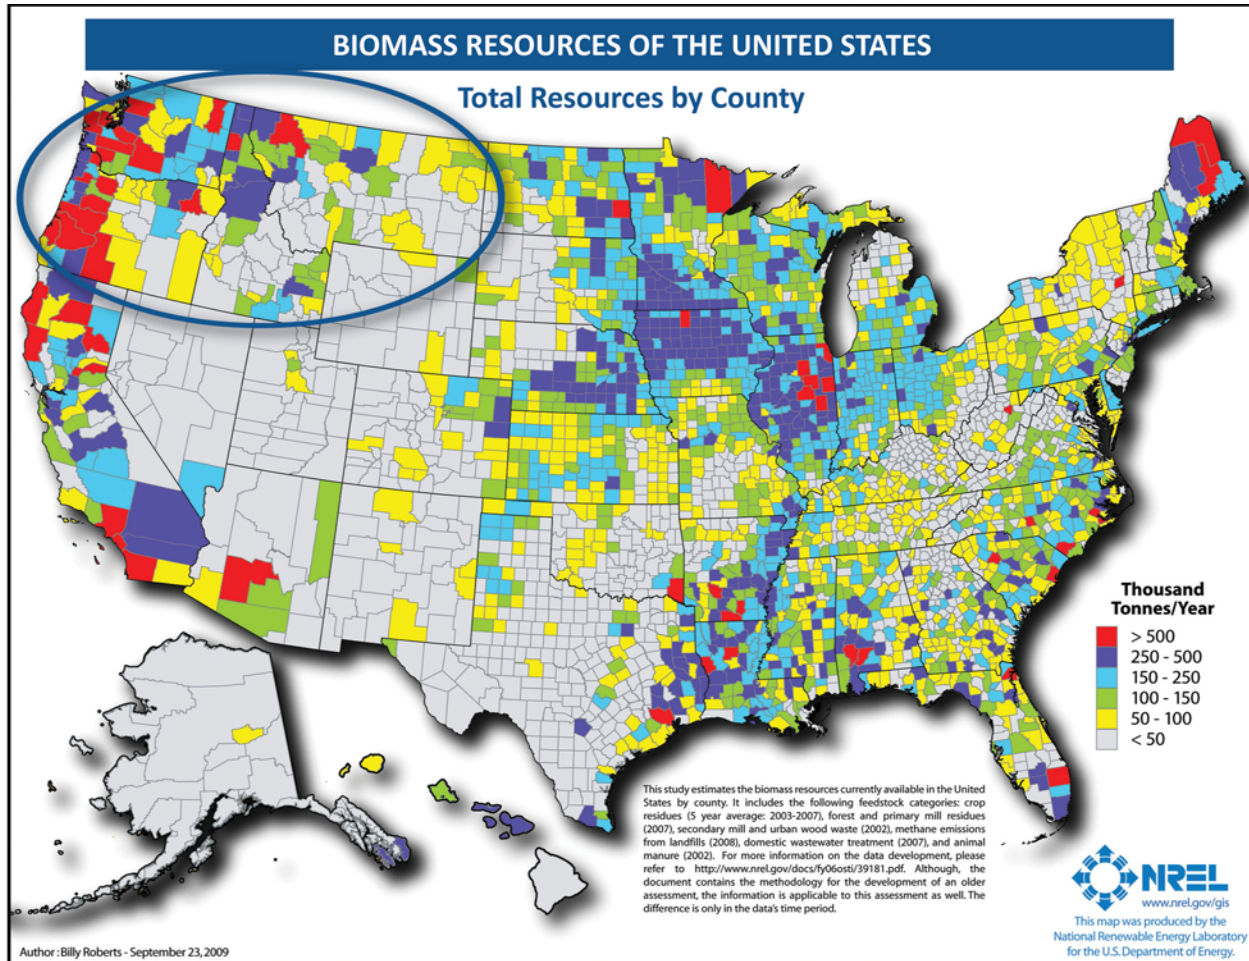 BIOMASS RESOURCES OF THE UNITED STATES
Total Resources by County
Thousand
Tonnes/Year
> 500
250 - 500
150 - 250
100 - 150
50 - 100
< 50
This study estimates the biomass resources currently available in the United
States by county. It includes the following feedstock categories: crop
residues (5 year average: 2003-2007), forest and primary mill residues
(2007), secondary mill and urban wood waste (2002), methane emissions
from landfills (2008), domestic wastewater treatment (2007), and animal
manure (2002). For more information on the data development, please
refer to http://www.nrel.gov/docs/fy06osti/39181.pdf. Although, the
document contains the methodology for the development of an older
assessment, the information is applicable to this assessment as well. The
difference is only in the data's time period.
NREL
www.nrel.gov/gis
This map was produced by the
National Renewable Energy Laboratory
for the U.S. Department of Energy.
Author : Billy Roberts - September 23, 2009